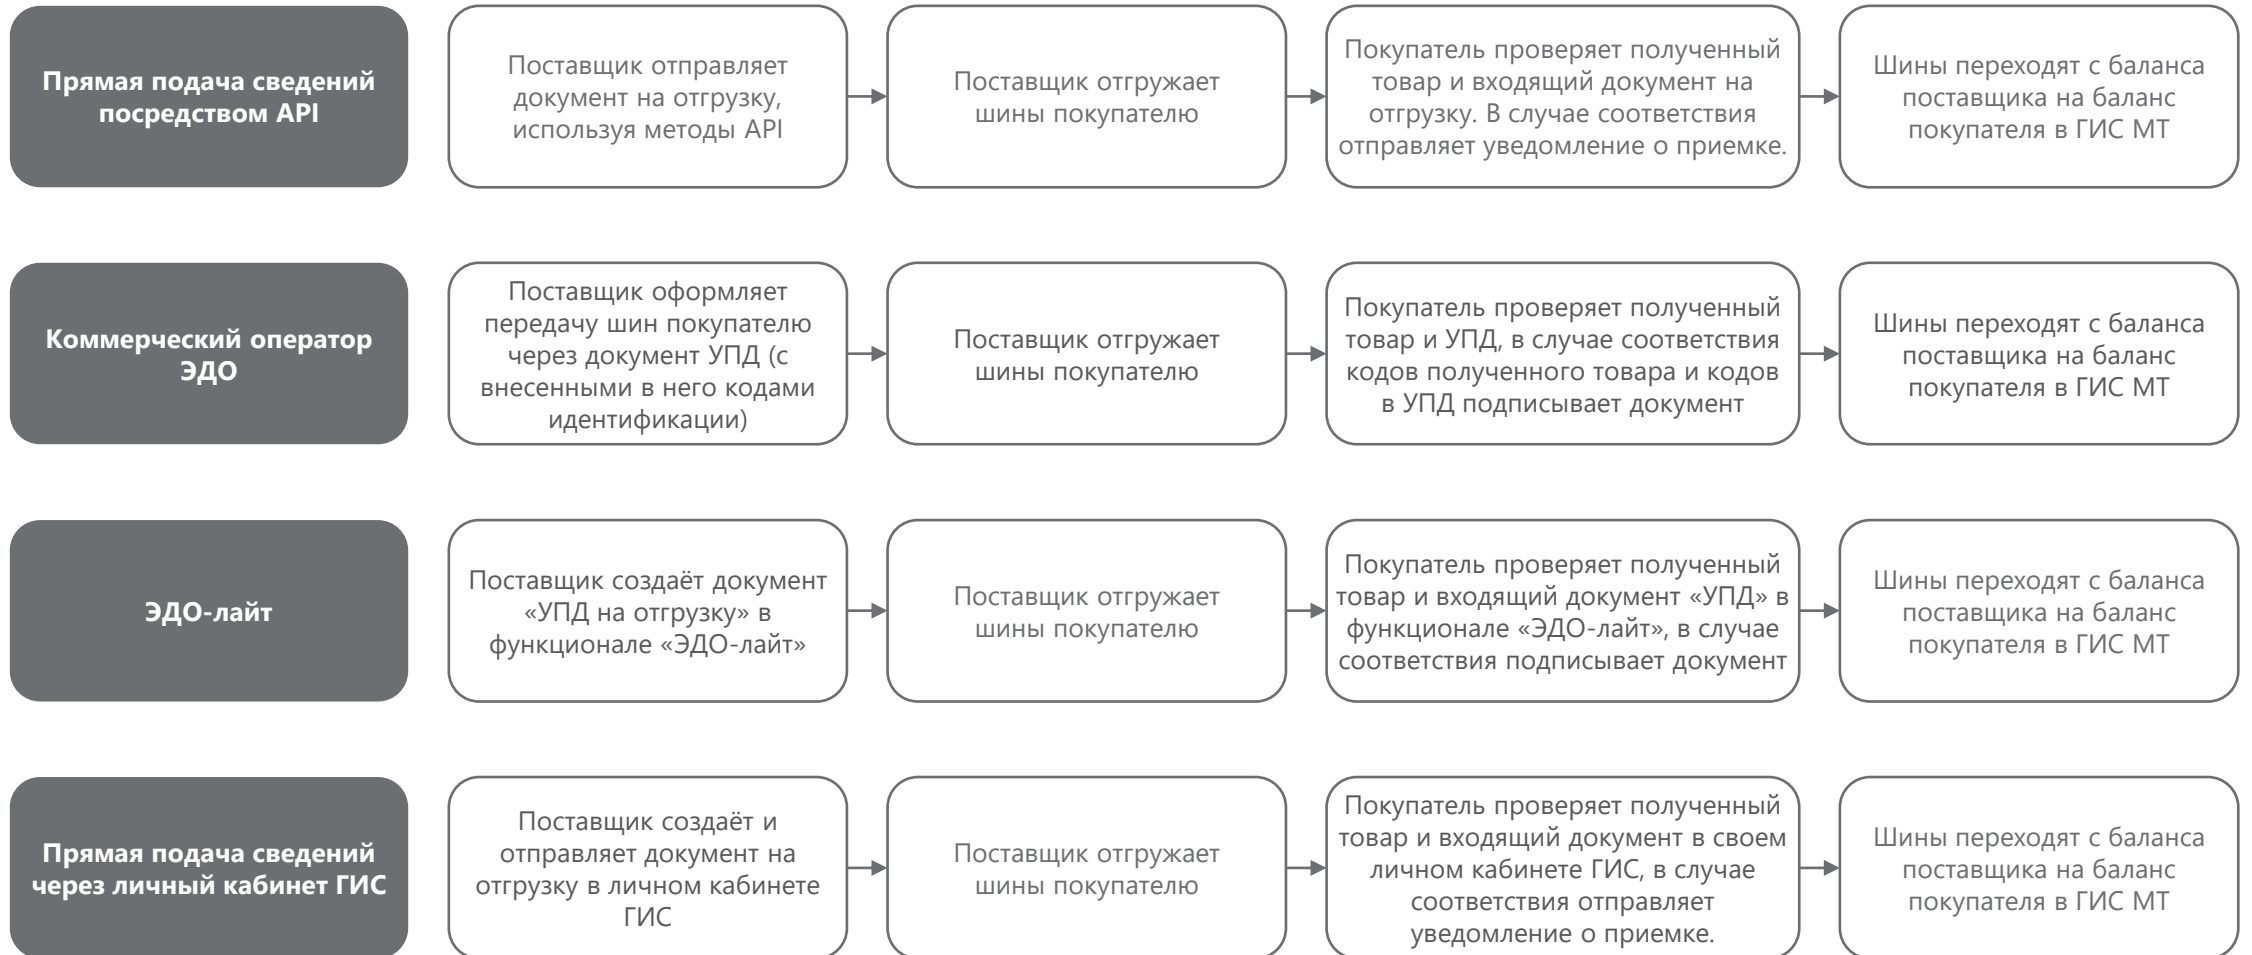 Прямая подача сведений
посредством API
Поставщик отправляет
документ на отгрузку,
используя методы API
Поставщик отгружает
шины покупателю
Покупатель проверяет полученный
товар и входящий документ на
отгрузку. В случае соответствия
отправляет уведомление о приемке.
Шины переходят с баланса
поставщика на баланс
покупателя в ГИС МТ
Коммерческий оператор
ЭДО
Поставщик оформляет
передачу шин покупателю
через документ УПД (с
внесенными в него кодами
идентификации)
Поставщик отгружает
шины покупателю
Покупатель проверяет полученный
товар и УПД, в случае соответствия
кодов полученного товара и кодов
в УПД подписывает документ
Шины переходят с баланса
поставщика на баланс
покупателя в ГИС МТ
ЭДО-лайт
Поставщик создаёт документ
«УПД на отгрузку» в
функционале «ЭДО-лайт»
Поставщик отгружает
шины покупателю
Покупатель проверяет полученный
товар и входящий документ «УПД» в
функционале «ЭДО-лайт», в случае
соответствия подписывает документ
Шины переходят с баланса
поставщика на баланс
покупателя в ГИС МТ
Прямая подача сведений
через личный кабинет ГИС
Поставщик создаёт и
отправляет документ на
отгрузку в личном кабинете
ГИС
Поставщик отгружает
шины покупателю
Покупатель проверяет полученный
товар и входящий документ в своем
личном кабинете ГИС, в случае
соответствия отправляет
уведомление о приемке.
Шины переходят с баланса
поставщика на баланс
покупателя в ГИС МТ